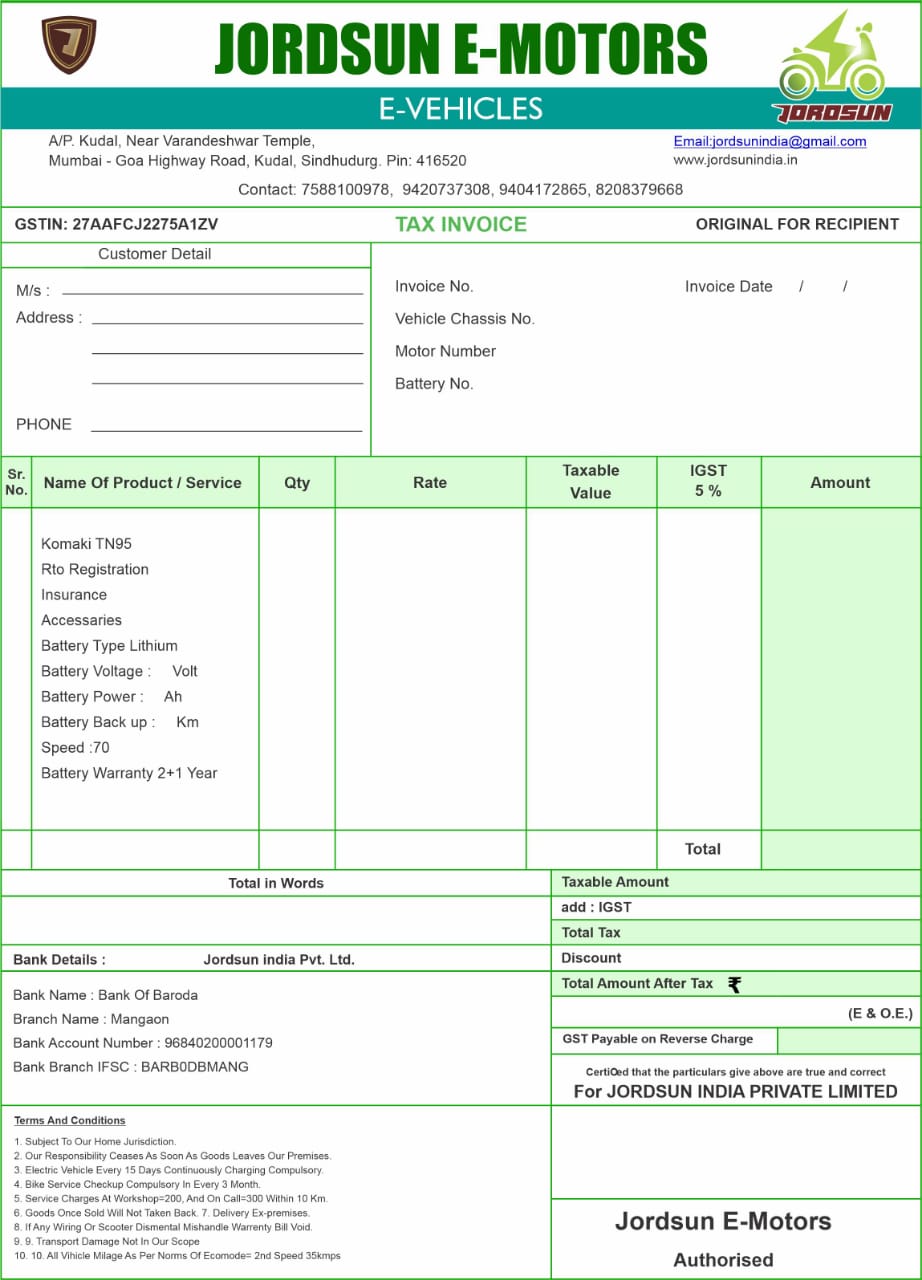 J
JORDSUN E-MOTORS
E-VEHICLES
JORDSUN
A/P. Kudal, Near Varandeshwar Temple,
Mumbai - Goa Highway Road, Kudal, Sindhudurg. Pin: 416520
Email:jordsunindia@gmail.com
www.jordsunindia.in
Contact: 7588100978, 9420737308, 9404172865, 8208379668
GSTIN: 27AAFCJ2275A1ZV TAX INVOICE ORIGINAL FOR RECIPIENT
Customer Detail
M/s :
Address :
PHONE
Invoice No. Invoice Date / /
Vehicle Chassis No.
Motor Number
Battery No.
Sr. No. Name Of Product / Service Qty Rate Taxable Value IGST 5 % Amount
Komaki TN95
Rto Registration
Insurance
Accessaries
Battery Type Lithium
Battery Voltage : Volt
Battery Power : Ah
Battery Back up : Km
Speed :70
Battery Warranty 2+1 Year
Total
Total in Words
Bank Details : Jordsun india Pvt. Ltd.
Bank Name : Bank Of Baroda
Branch Name : Mangaon
Bank Account Number : 96840200001179
Bank Branch IFSC : BARB0DBMANG
Taxable Amount
add : IGST
Total Tax
Discount
Total Amount After Tax ₹
(E & O.E.)
GST Payable on Reverse Charge
CertiŒd that the particulars give above are true and correct
For JORDSUN INDIA PRIVATE LIMITED
Terms And Conditions
1. Subject To Our Home Jurisdiction.
2. Our Responsibility Ceases As Soon As Goods Leaves Our Premises.
3. Electric Vehicle Every 15 Days Continuously Charging Compulsory.
4. Bike Service Checkup Compulsory In Every 3 Month.
5. Service Charges At Workshop=200, And On Call=300 Within 10 Km.
6. Goods Once Sold Will Not Taken Back. 7. Delivery Ex-premises.
8. If Any Wiring Or Scooter Dismental Mishandle Warrenty Bill Void.
9. 9. Transport Damage Not In Our Scope
10. 10. All Vihicle Milage As Per Norms Of Ecomode= 2nd Speed 35kmps
Jordsun E-Motors
Authorised